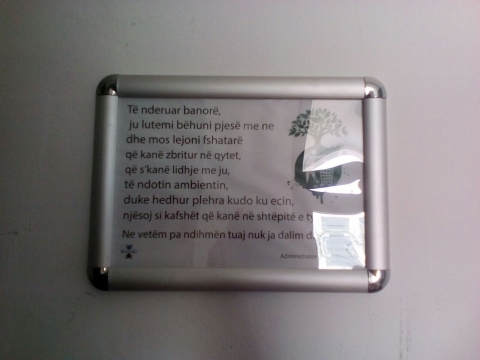 Të nderuar banorë,
ju lutemi bëhuni pjesë me ne
dhe mos lejoni fshatarë
që kanë zbritur në qytet,
që s'kanë lidhje me ju,
të ndotin ambientin,
duke hedhur plehra kudo ku ecin,
njësoj si kafshët që kanë në shtëpitë e
Ne vetëm pa ndihmën tuaj nuk ja dalim